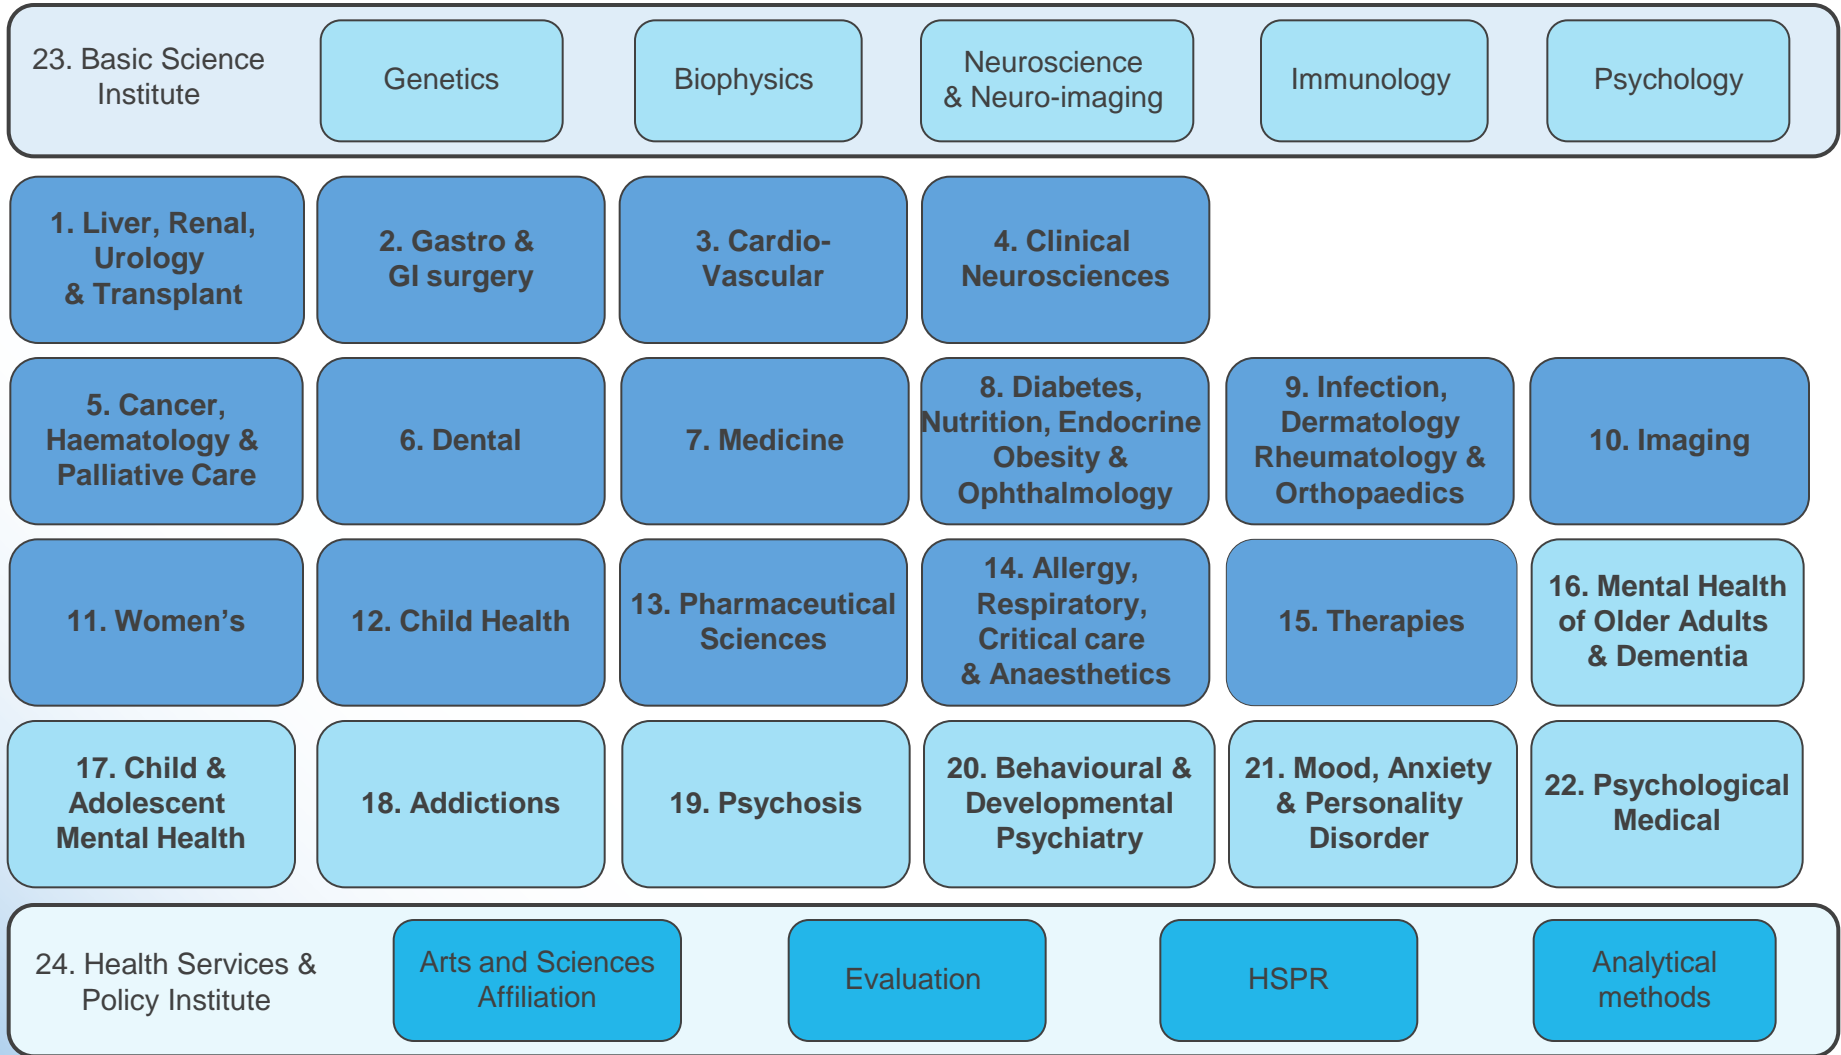 23. Basic Science
Institute
Genetics
Biophysics
Neuroscience
& Neuro-imaging
Immunology
Psychology
1. Liver, Renal,
Urology
& Transplant
2. Gastro &
GI surgery
3. Cardio-
Vascular
4. Clinical
Neurosciences
5. Cancer,
Haematology &
Palliative Care
6. Dental
7. Medicine
8. Diabetes,
Nutrition, Endocrine
Obesity &
Ophthalmology
9. Infection,
Dermatology
Rheumatology &
Orthopaedics
10. Imaging
11. Women’s
12. Child Health
13. Pharmaceutical
Sciences
14. Allergy,
Respiratory,
Critical care
& Anaesthetics
15. Therapies
16. Mental Health
of Older Adults
& Dementia
17. Child &
Adolescent
Mental Health
18. Addictions
19. Psychosis
20. Behavioural &
Developmental
Psychiatry
21. Mood, Anxiety
& Personality
Disorder
22. Psychological
Medical
24. Health Services &
Policy Institute
Arts and Sciences
Affiliation
Evaluation
HSPR
Analytical
methods